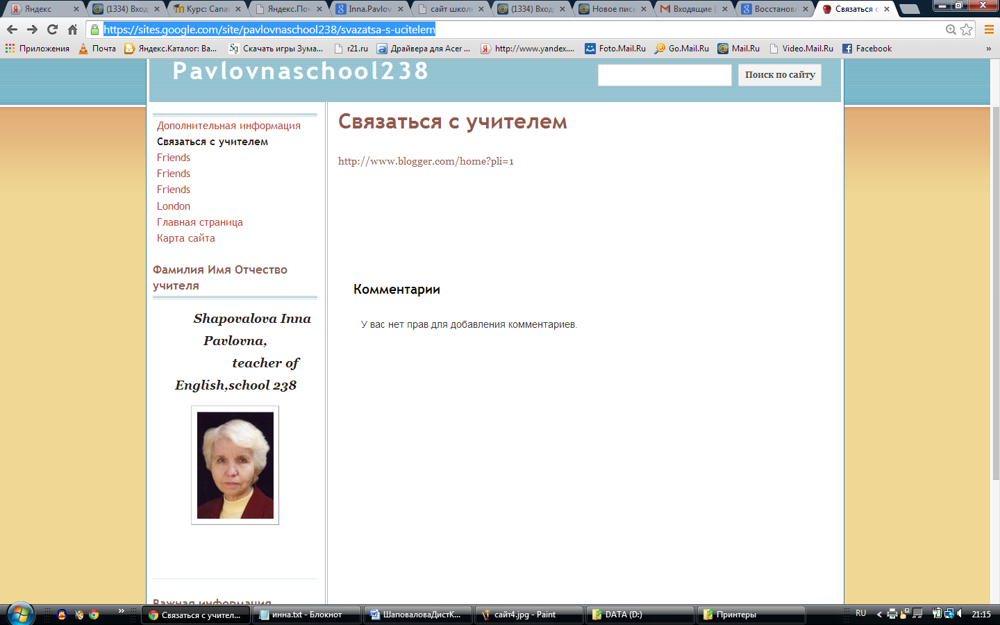 Яндекс
(1334) Вход
Курс: Canad
Яндекс.Поч
Inna.Pavlov
сайт школ
(1334) Вход
Новое пись
Входящие (
Восстановл
Связаться с
https://sites.google.com/site/pavlovnaschool238/svazatsa-s-ucitelem
Приложения
Почта
Яндекс.Каталог: Ba...
Скачать игры Зума...
r21.ru
Драйвера для Acer ...
http://www.yandex....
Foto.Mail.Ru
Go.Mail.Ru
Mail.Ru
Video.Mail.Ru
Facebook
»
Pavlovnaschool238
Поиск по сайту
Дополнительная информация
Связаться с учителем
Friends
Friends
Friends
London
Главная страница
Карта сайта
Фамилия Имя Отчество
учителя
Shapovalova Inna
Pavlovna,
teacher of
English,school 238
Важная информация
Связаться с учителем
http://www.blogger.com/home?pli=1
Комментарии
У вас нет прав для добавления комментариев.
»
Связаться с учител...
инна.txt - Блокнот
ШаповаловаДистК...
сайт4.jpg - Paint
DATA (D:)
Принтеры
RU
21:15